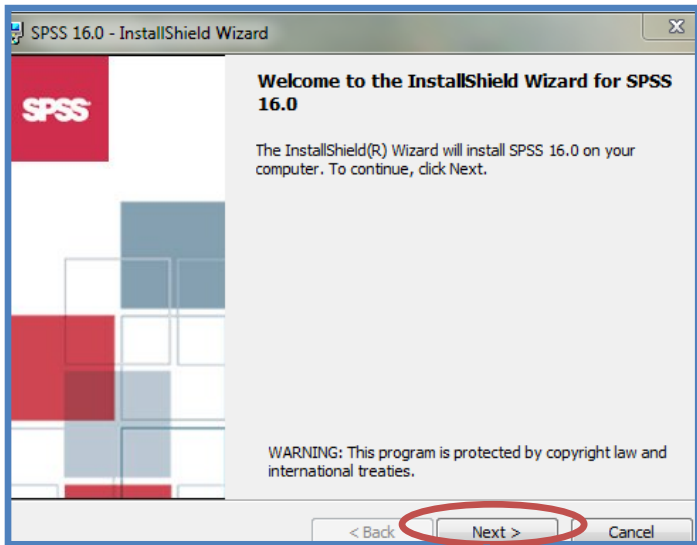 SPSS 16.0 - InstallShield Wizard
X
SPSS
Welcome to the InstallShield Wizard for SPSS
16.0
The InstallShield(R) Wizard will install SPSS 16.0 on your
computer. To continue, click Next.
WARNING: This program is protected by copyright law and
international treaties.
< Back
Next >
Cancel